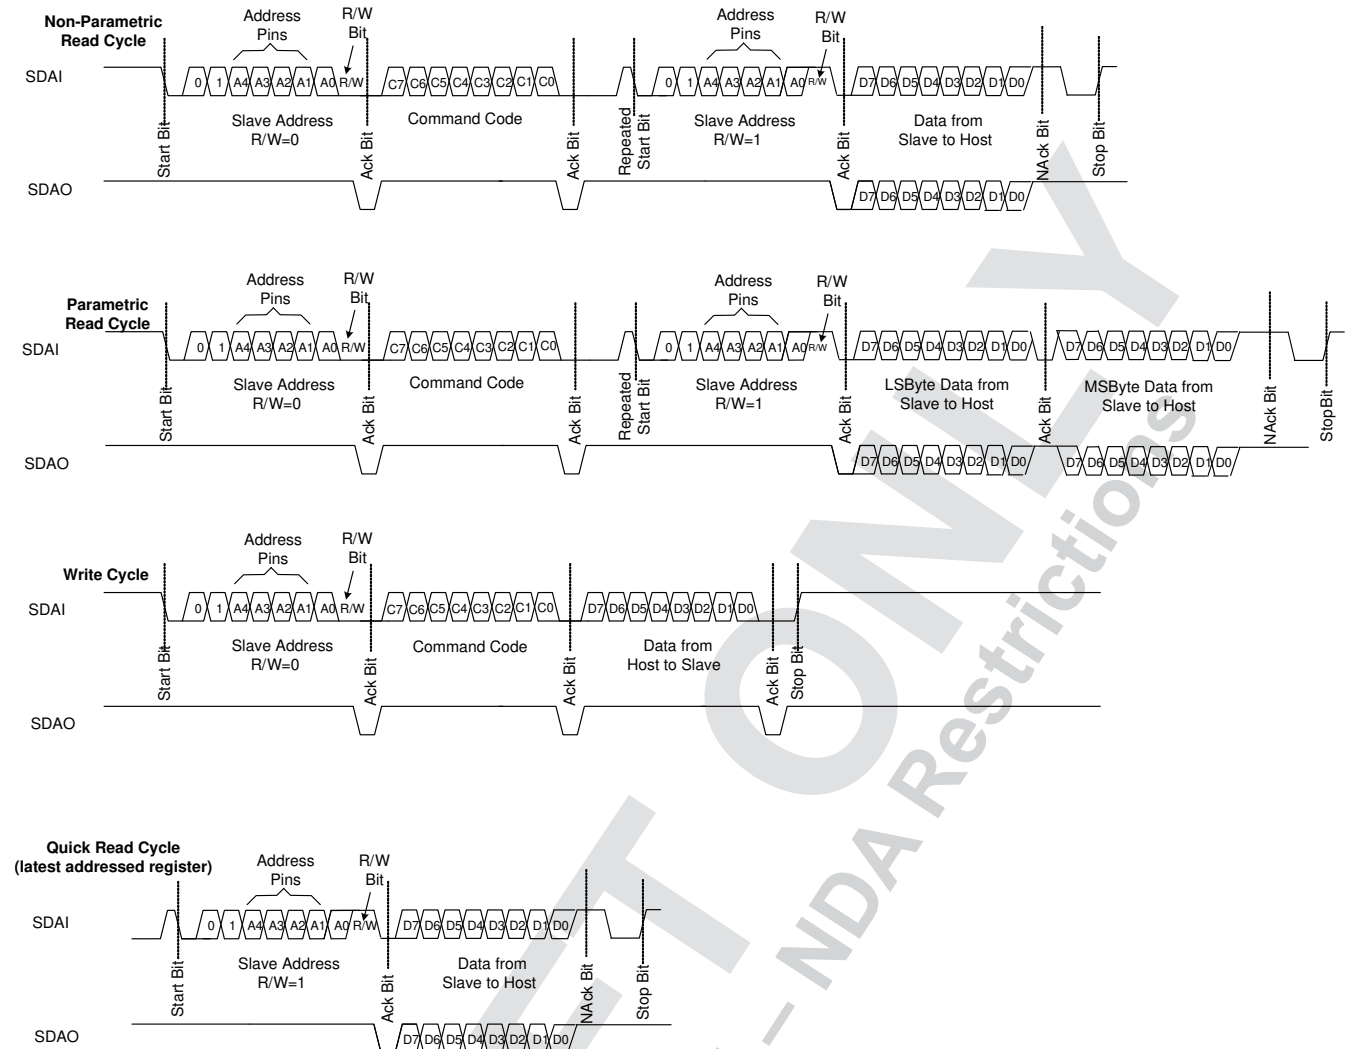 Non-Parametric
Read Cycle
Address
Pins
R/W
Bit
Address
Pins
R/W
Bit
SDAI
0 1 A4 A3 A2 A1 A0 R/W
C7 C6 C5 C4 C3 C2 C1 C0
0 1 A4 A3 A2 A1 A0 R/W
D7 D6 D5 D4 D3 D2 D1 D0
Start Bit
Slave Address
R/W=0
Ack Bit
Command Code
Ack Bit
Repeated
Start Bit
Slave Address
R/W=1
Ack Bit
Data from
Slave to Host
NAck Bit
Stop Bit
SDAO
D7 D6 D5 D4 D3 D2 D1 D0
Parametric
Read Cycle
Address
Pins
R/W
Bit
Address
Pins
R/W
Bit
SDAI
0 1 A4 A3 A2 A1 A0 R/W
C7 C6 C5 C4 C3 C2 C1 C0
0 1 A4 A3 A2 A1 A0 R/W
D7 D6 D5 D4 D3 D2 D1 D0
D7 D6 D5 D4 D3 D2 D1 D0
Start Bit
Slave Address
R/W=0
Ack Bit
Command Code
Ack Bit
Repeated
Start Bit
Slave Address
R/W=1
Ack Bit
LSByte Data from
Slave to Host
Ack Bit
MSByte Data from
Slave to Host
NAck Bit
StopBit
SDAO
D7 D6 D5 D4 D3 D2 D1 D0
D7 D6 D5 D4 D3 D2 D1 D0
Write Cycle
Address
Pins
R/W
Bit
SDAI
0 1 A4 A3 A2 A1 A0 R/W
C7 C6 C5 C4 C3 C2 C1 C0
D7 D6 D5 D4 D3 D2 D1 D0
Start Bit
Slave Address
R/W=0
Ack Bit
Command Code
Ack Bit
Data from
Host to Slave
Ack Bit
Stop Bit
SDAO
Quick Read Cycle
(latest addressed register)
Address
Pins
R/W
Bit
SDAI
0 1 A4 A3 A2 A1 A0 R/W
D7 D6 D5 D4 D3 D2 D1 D0
Start Bit
Slave Address
R/W=1
Ack Bit
Data from
Slave to Host
NAck Bit
Stop Bit
SDAO
D7 D6 D5 D4 D3 D2 D1 D0
ET ONLY
– NDA Restrictions